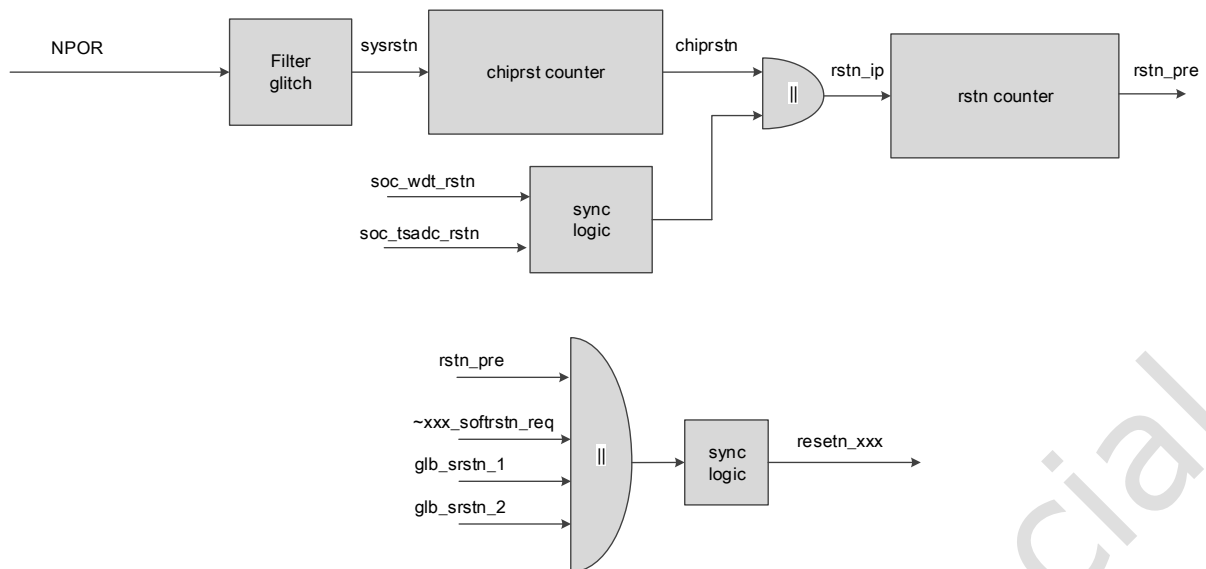 NPOR
Filter
glitch
sysrstn
chiprst counter
chiprstn
||
rstn_ip
rstn counter
rstn_pre
soc_wdt_rstn
soc_tsadc_rstn
sync
logic
rstn_pre
~xxx_softrstn_req
glb_srstn_1
glb_srstn_2
||
sync
logic
resetn_xxx
cial